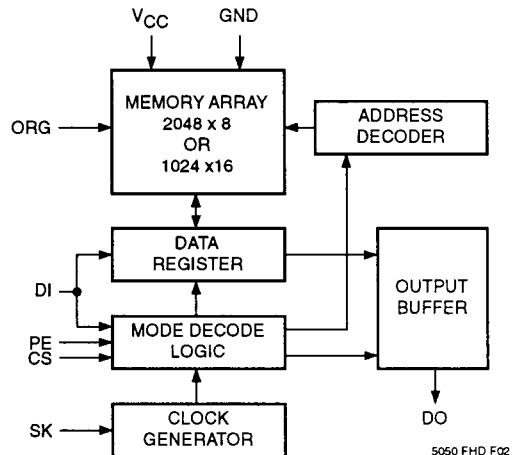 VCC
GND
ORG
MEMORY ARRAY
2048 x 8
OR
1024 x16
ADDRESS
DECODER
DATA
REGISTER
DI
OUTPUT
BUFFER
MODE DECODE
LOGIC
PE
CS
DO
SK
CLOCK
GENERATOR
5050 FHD F02